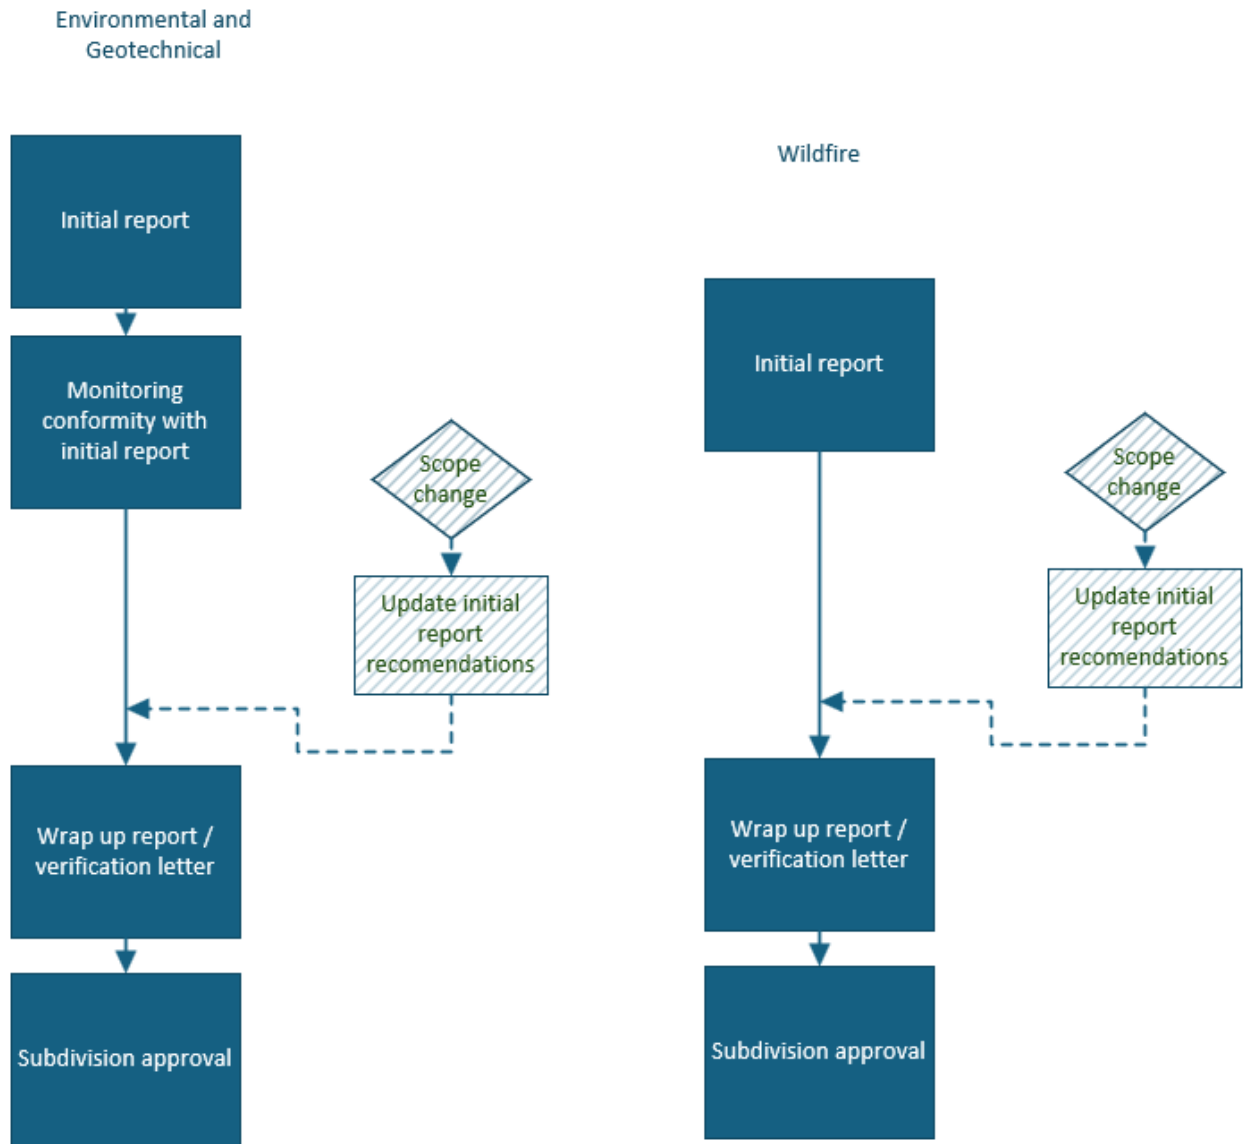 Environmental and
Geotechnical
Initial report
Monitoring
conformity with
initial report
Scope
change
Update initial
report
recomendations
Wrap up report /
verification letter
Subdivision approval
Wildfire
Initial report
Scope
change
Update initial
report
recomendations
Wrap up report /
verification letter
Subdivision approval